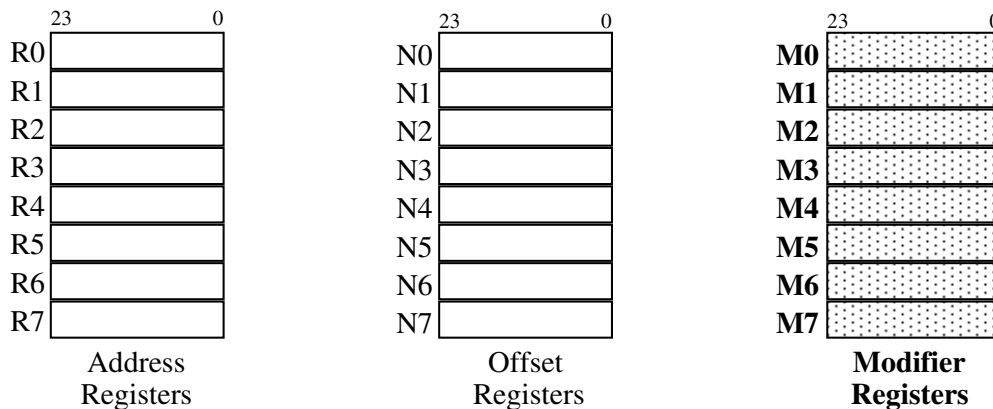 23 0 23 0 23 0
R0 N0 M0
R1 N1 M1
R2 N2 M2
R3 N3 M3
R4 N4 M4
R5 N5 M5
R6 N6 M6
R7 N7 M7
Address Offset Modifier
Registers Registers Registers